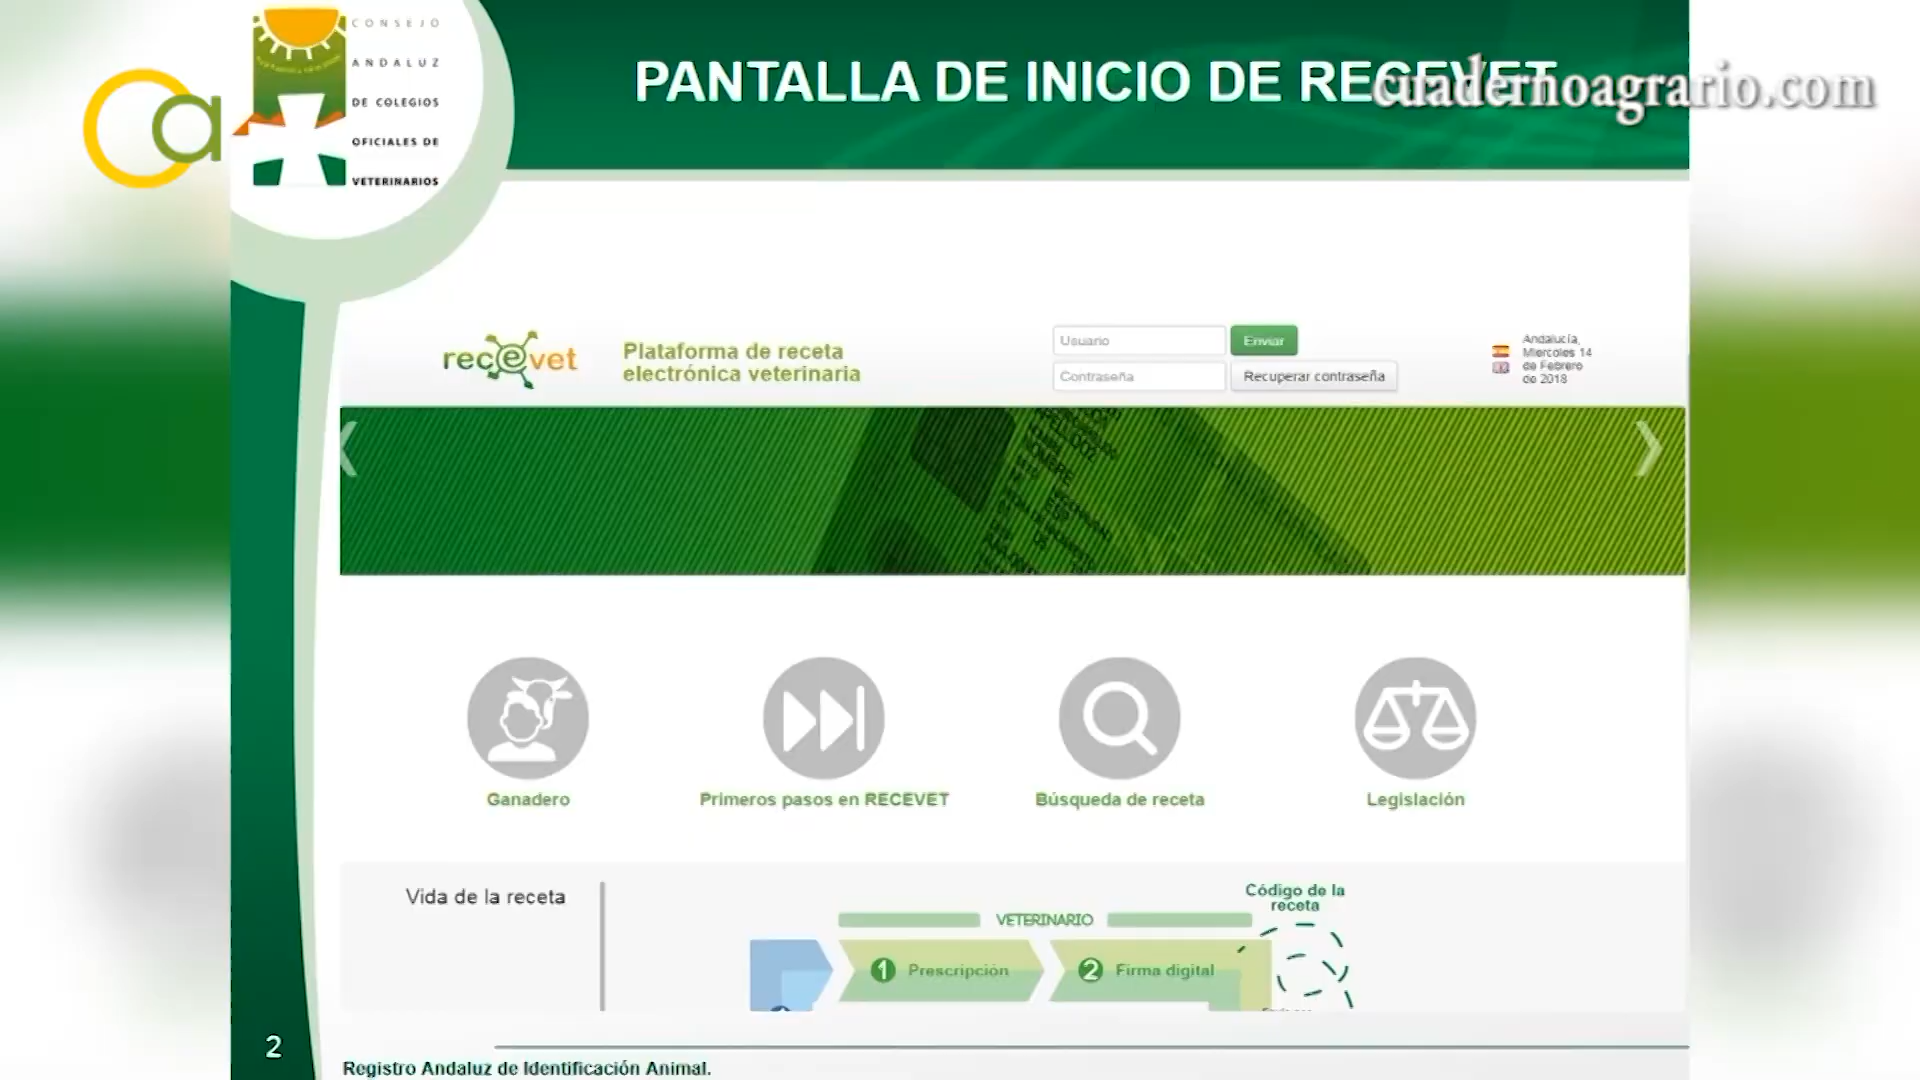 CONSEJO
ANDALUZ
DE COLEGIOS
OFICIALES DE
VETERINARIOS
Ca
PANTALLA DE INICIO DE RECEVET
cuadernoagrario.com
recevet
Plataforma de receta
electrónica veterinaria
Usuario
Enviar
Contraseña
Recuperar contraseña
Andalucía,
Miercoles 14
de Febrero
de 2018
Ganadero
Primeros pasos en RECEVET
Búsqueda de receta
Legislación
Vida de la receta
VETERINARIO
Código de la
receta
1 Prescripción
2 Firma digital
2
Registro Andaluz de Identificación Animal.